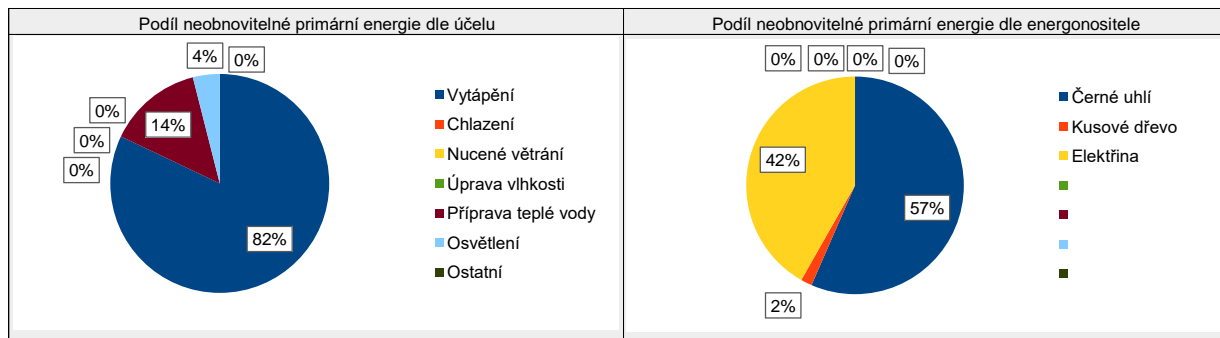 Podíl neobnovitelné primární energie dle účelu
4%
0%
0%
14%
0%
0%
82%
Vytápění
Chlazení
Nucené větrání
Úprava vlhkosti
Příprava teplé vody
Osvětlení
Ostatní
Podíl neobnovitelné primární energie dle energonositele
0%
0%
0%
0%
42%
57%
2%
Černé uhlí
Kusové dřevo
Elektřina